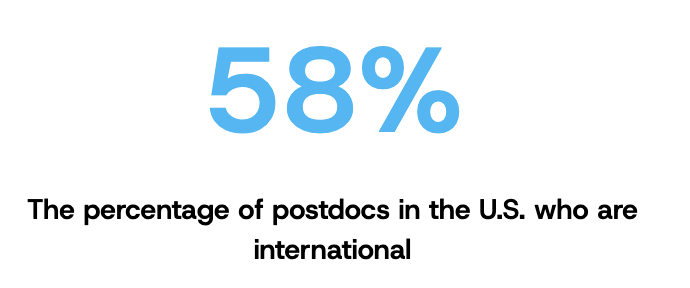 58%
The percentage of postdocs in the U.S. who are
international